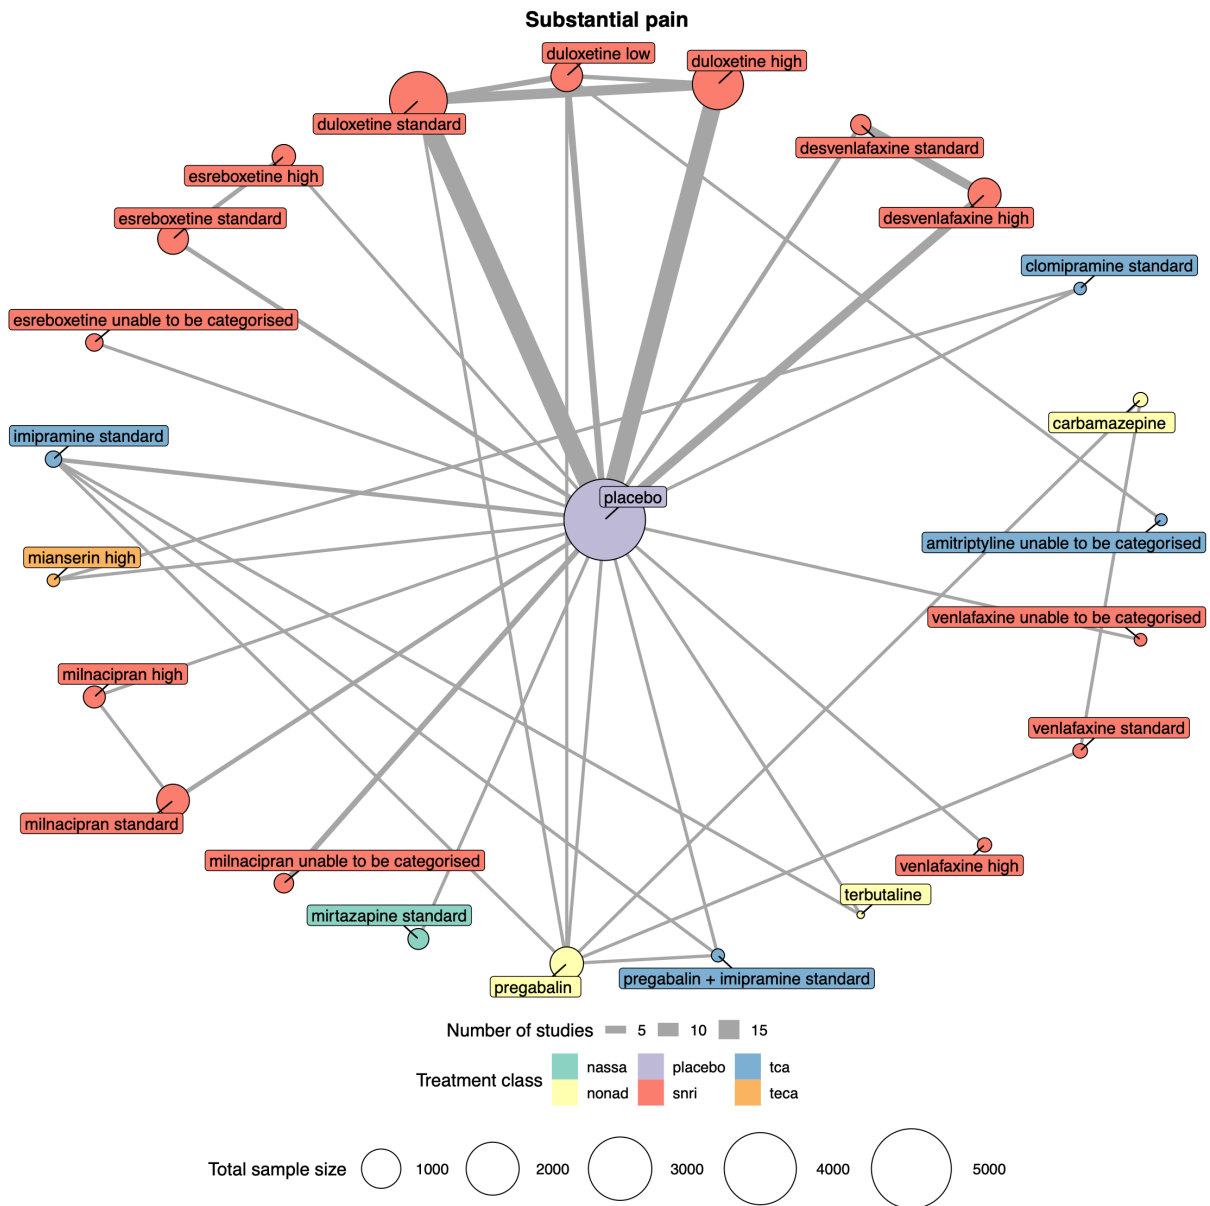 Substantial pain
duloxetine low
duloxetine high
duloxetine standard
desvenlafaxine standard
esreboxetine high
esreboxetine standard
desvenlafaxine high
clomipramine standard
esreboxetine unable to be categorised
carbamazepine
imipramine standard
placebo
amitriptyline unable to be categorised
mianserin high
venlafaxine unable to be categorised
milnacipran high
venlafaxine standard
milnacipran standard
milnacipran unable to be categorised
venlafaxine high
terbutaline
mirtazapine standard
pregabalin + imipramine standard
pregabalin
Number of studies 5 10 15
Treatment class
nassa placebo tca
nonad snri teca
Total sample size 1000 2000 3000 4000 5000